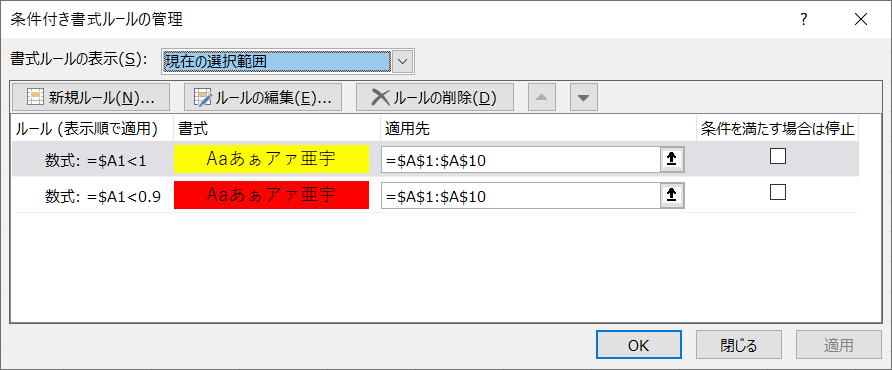 条件付き書式ルールの管理 ?
書式ルールの表示(S): 現在の選択範囲
新規ルール(N)... ルールの編集(E)... ルールの削除(D)
ルール (表示順で適用) 書式 適用先 条件を満たす場合は停止
数式: =$A1<1 Aaあぁアァ亜宇 =$A$1:$A$10
数式: =$A1<0.9 Aaあぁアァ亜宇 =$A$1:$A$10
OK 閉じる 適用